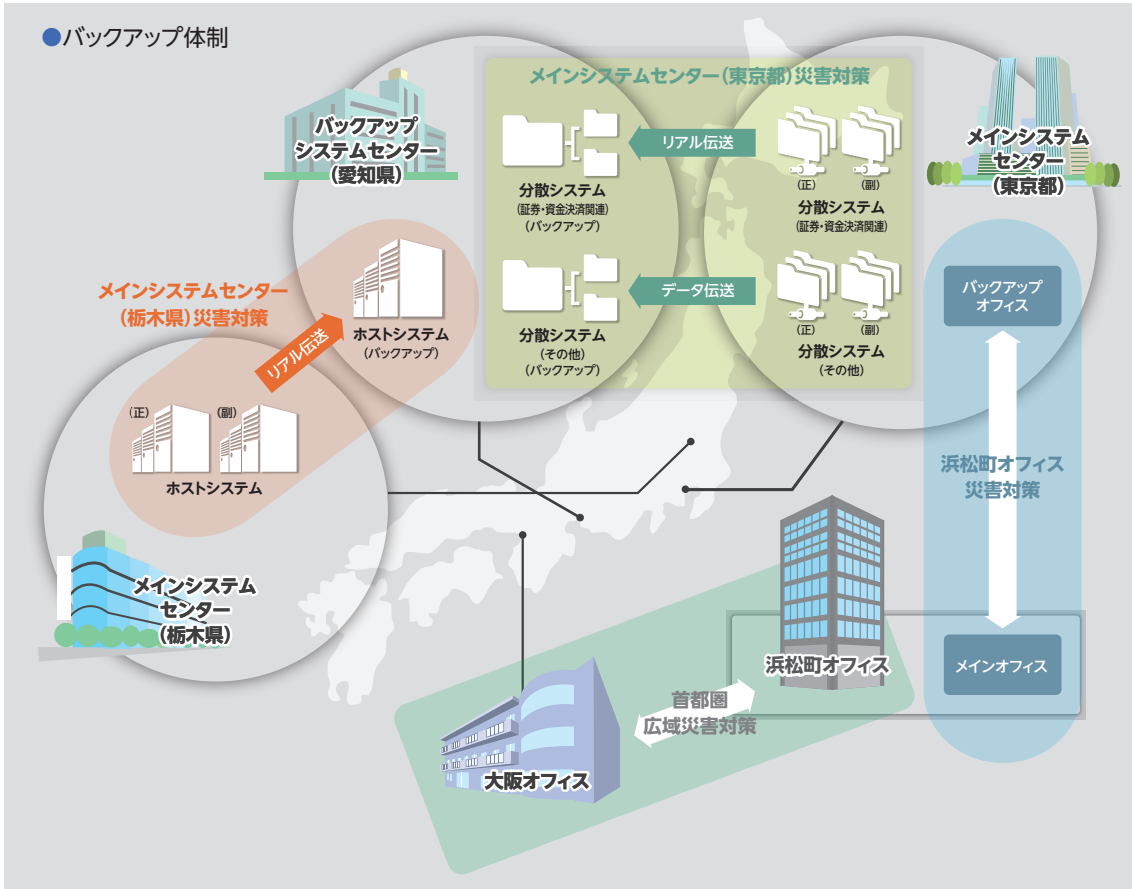 ●バックアップ体制
バックアップ
システムセンター
(愛知県)
メインシステムセンター(東京都)災害対策
リアル伝送
分散システム
(証券・資金決済関連)
(バックアップ)
(正)
(副)
分散システム
(証券・資金決済関連)
データ伝送
分散システム
(その他)
(バックアップ)
(正)
(副)
分散システム
(その他)
メインシステム
センター
(東京都)
バックアップ
オフィス
浜松町オフィス
災害対策
メインオフィス
メインシステムセンター
(栃木県)災害対策
リアル伝送
ホストシステム
(バックアップ)
(正)
(副)
ホストシステム
メインシステム
センター
(栃木県)
浜松町オフィス
首都圏
広域災害対策
大阪オフィス